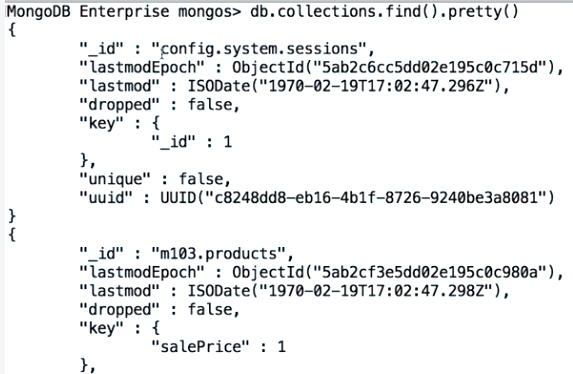 MongoDB Enterprise mongos> db.collections.find().pretty()
{
        "_id" : "config.system.sessions",
        "lastmodEpoch" : ObjectId("5ab2c6cc5dd02e195c0c715d"),
        "lastmod" : ISODate("1970-02-19T17:02:47.296Z"),
        "dropped" : false,
        "key" : {
                "_id" : 1
        },
        "unique" : false,
        "uuid" : UUID("c8248dd8-eb16-4b1f-8726-9240be3a8081")
}
{
        "_id" : "m103.products",
        "lastmodEpoch" : ObjectId("5ab2cf3e5dd02e195c0c980a"),
        "lastmod" : ISODate("1970-02-19T17:02:47.298Z"),
        "dropped" : false,
        "key" : {
                "salePrice" : 1
        },